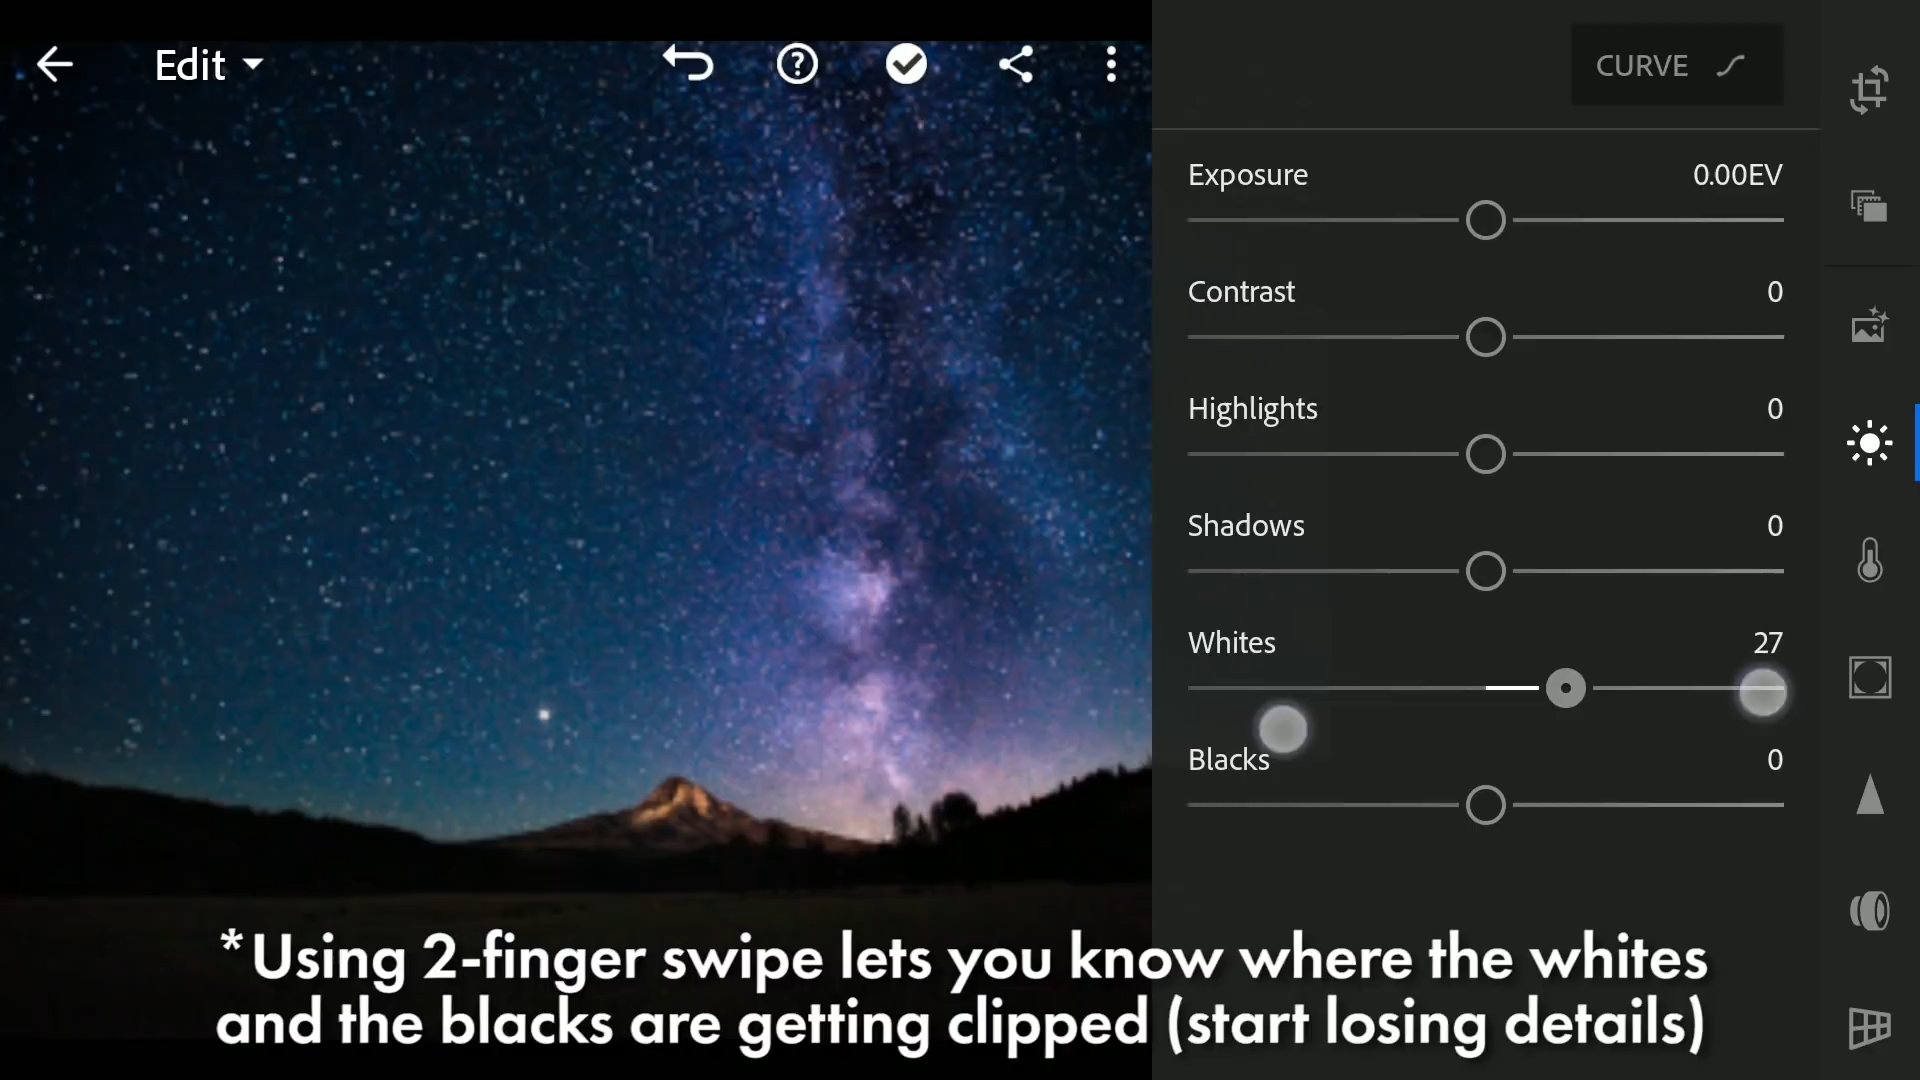 Edit
CURVE
Exposure 0.00EV
Contrast 0
Highlights 0
Shadows 0
Whites 27
Blacks 0
*Using 2-finger swipe lets you know where the whites
and the blacks are getting clipped (start losing details)